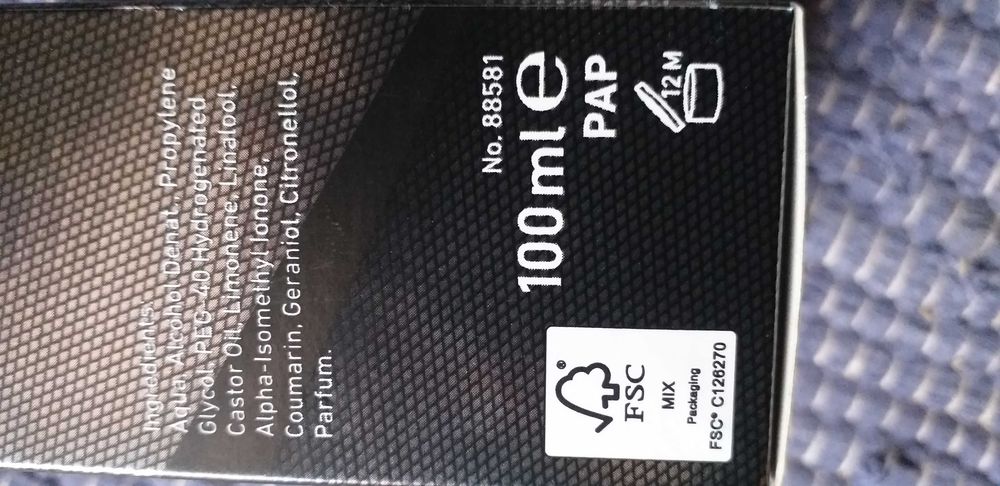 Ingredients:
Aqua, Alcohol Denat., Propylene
Glycol, PEG-40 Hydrogenated
Castor Oil, Limonene, Linalool,
Alpha-Isomethyl Ionone,
Coumarin, Geraniol, Citronellol,
Parfum.
No. 88581
100 ml e
PAP
12 M
FSC®
MIX
Packaging
FSC® C126270